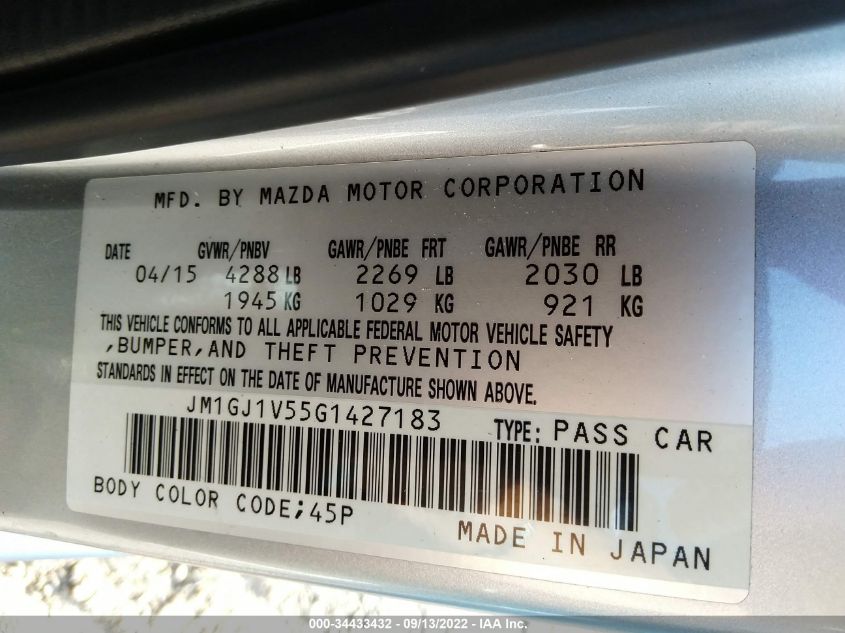 MFD. BY MAZDA MOTOR CORPORATION
DATE GVWR/PNBV GAWR/PNBE FRT GAWR/PNBE RR
04/15 4288 LB 2269 LB 2030 LB
1945 KG 1029 KG 921 KG
THIS VEHICLE CONFORMS TO ALL APPLICABLE FEDERAL MOTOR VEHICLE SAFETY
,BUMPER,AND THEFT PREVENTION
STANDARDS IN EFFECT ON THE DATE OF MANUFACTURE SHOWN ABOVE.
JM1GJ1V55G1427183 TYPE: PASS CAR
BODY COLOR CODE;45P
MADE IN JAPAN
000-34433432 - 09/13/2022 - IAA Inc.